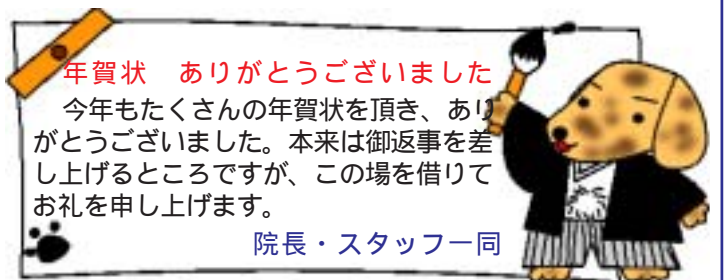 年賀状　ありがとうございました
　今年もたくさんの年賀状を頂き、あり
がとうございました。本来は御返事を差
し上げるところですが、この場を借りて
お礼を申し上げます。
院長・スタッフ一同